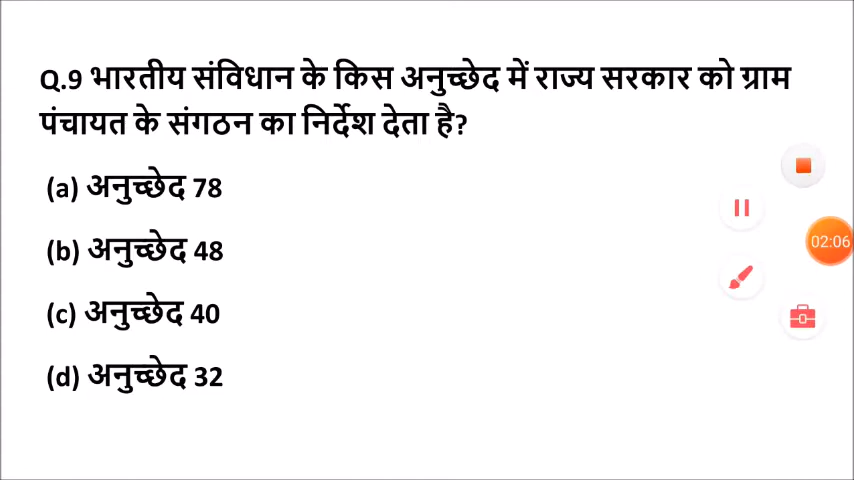 Q.9 भारतीय संविधान के किस अनुच्छेद में राज्य सरकार को ग्राम
पंचायत के संगठन का निर्देश देता है?
(a) अनुच्छेद 78
(b) अनुच्छेद 48
(c) अनुच्छेद 40
(d) अनुच्छेद 32
02:06